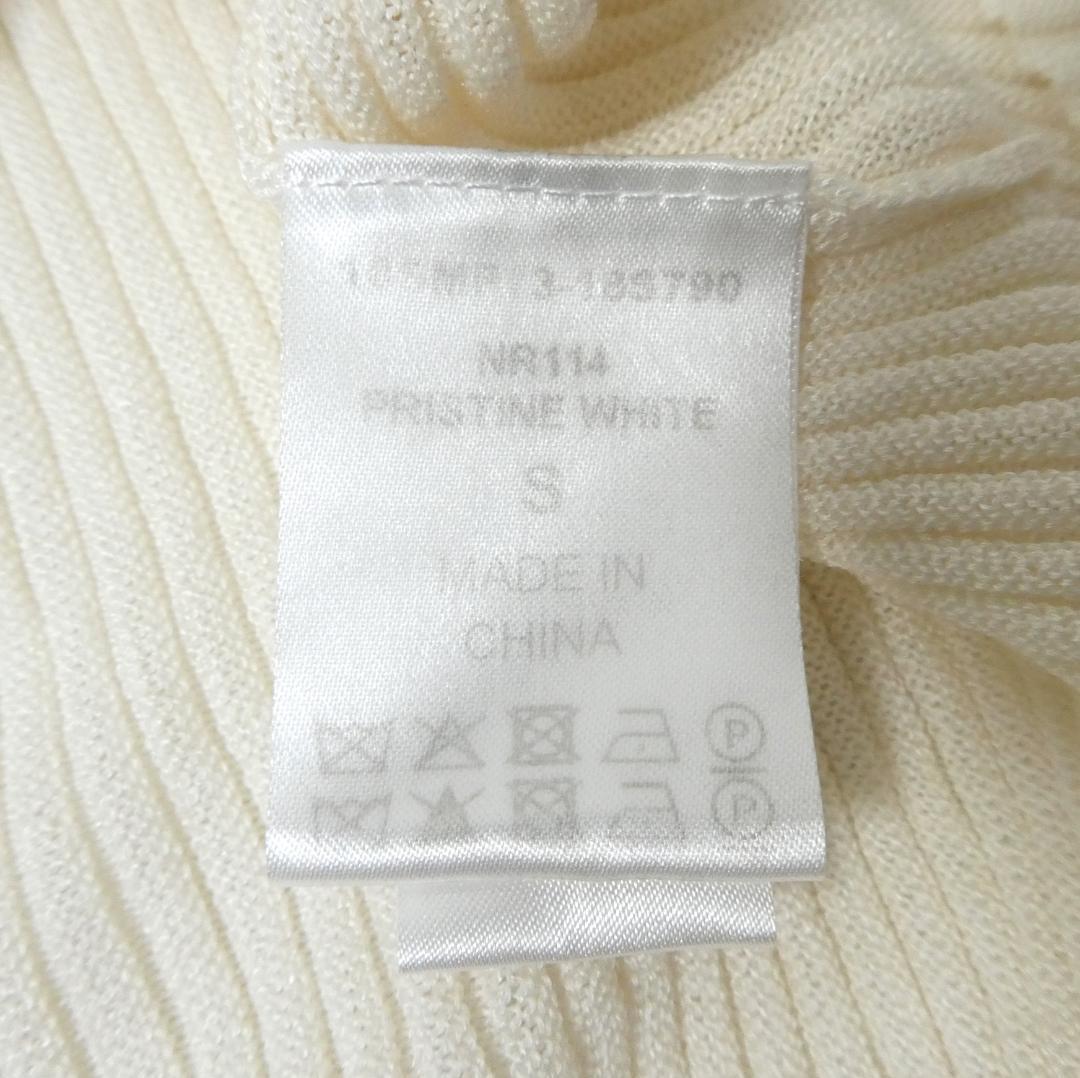 NR114
PRISTINE WHITE
S
MADE IN
CHINA
P
P